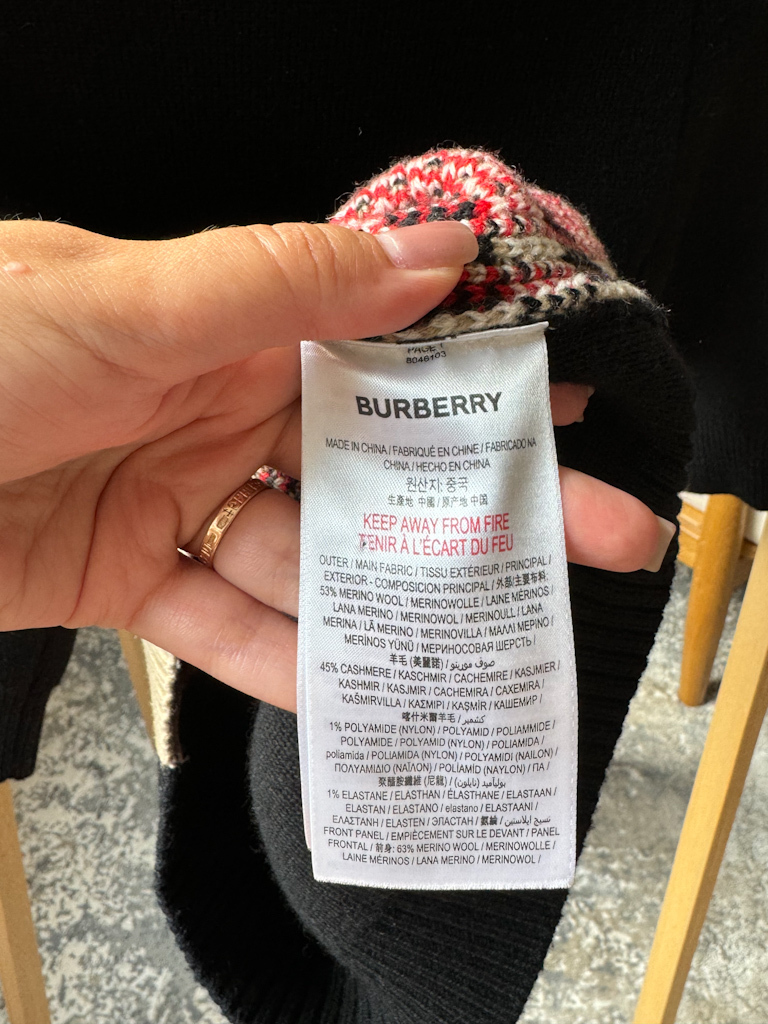 PAGE 1
8046103
BURBERRY
MADE IN CHINA / FABRIQUÉ EN CHINE / FABRICADO NA
CHINA / HECHO EN CHINA
원산지: 중국
生產地 中國 / 原产地 中国
KEEP AWAY FROM FIRE
TENIR À L'ÉCART DU FEU
OUTER / MAIN FABRIC / TISSU EXTÉRIEUR / PRINCIPAL /
EXTERIOR - COMPOSICION PRINCIPAL / 外部/主要布料:
53% MERINO WOOL / MERINOWOLLE / LAINE MÉRINOS /
LANA MERINO / MERINOWOL / MERINOULL / LANA
MERINA / LÃ MERINO / MERINOVILLA / ΜΑΛΛΙ ΜΕΡΙΝΟ /
MERİNOS YÜNÜ / МЕРИНОСОВАЯ ШЕРСТЬ /
羊毛 (美麗諾) / صوف مورينو
45% CASHMERE / KASCHMIR / CACHEMIRE / KASJMIER /
KASHMIR / KASJMIR / CACHEMIRA / CAXEMIRA /
KAŠMIRVILLA / ΚΑΣΜΙΡΙ / KAŞMİR / КАШЕМИР /
喀什米爾羊毛 / كشمير
1% POLYAMIDE (NYLON) / POLYAMID / POLIAMMIDE /
POLYAMIDE / POLYAMID (NYLON) / POLIAMIDA /
poliamida / POLIAMIDA (NYLON) / POLYAMIDI (NAILON) /
ΠΟΛΥΑΜΙΔΙΟ (ΝΑΪΛΟΝ) / POLİAMİD (NAYLON) / ПА /
聚醯胺纖維 (尼龍) / بوليأميد (نايلون)
1% ELASTANE / ELASTHAN / ÉLASTHANE / ELASTAAN /
ELASTAN / ELASTANO / elastano / ELASTAANI /
ΕΛΑΣΤΑΝΗ / ELASTEN / ЭЛАСТАН / 氨綸 / نسيج ايلاستين
FRONT PANEL / EMPIÈCEMENT SUR LE DEVANT / PANEL
FRONTAL / 前身: 63% MERINO WOOL / MERINOWOLLE /
LAINE MÉRINOS / LANA MERINO / MERINOWOL /